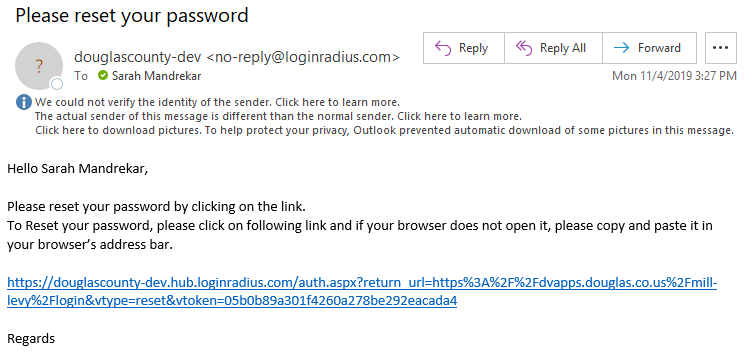 Please reset your password
douglascounty-dev <no-reply@loginradius.com>
Reply
Reply All
Forward
...
?
To Sarah Mandrekar
Mon 11/4/2019 3:27 PM
We could not verify the identity of the sender. Click here to learn more.
The actual sender of this message is different than the normal sender. Click here to learn more.
Click here to download pictures. To help protect your privacy, Outlook prevented automatic download of some pictures in this message.
Hello Sarah Mandrekar,
Please reset your password by clicking on the link.
To Reset your password, please click on following link and if your browser does not open it, please copy and paste it in
your browser’s address bar.
https://douglascounty-dev.hub.loginradius.com/auth.aspx?return_url=https%3A%2F%2Fdvapps.douglas.co.us%2Fmill-
levy%2Flogin&vtype=reset&vtoken=05b0b89a301f4260a278be292eacada4
Regards